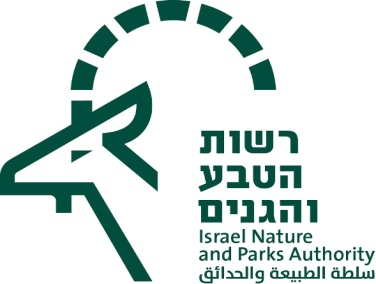 רשות
הטבע
והגנים
Israel Nature
and Parks Authority
سلطة الطبيعة والحدائق